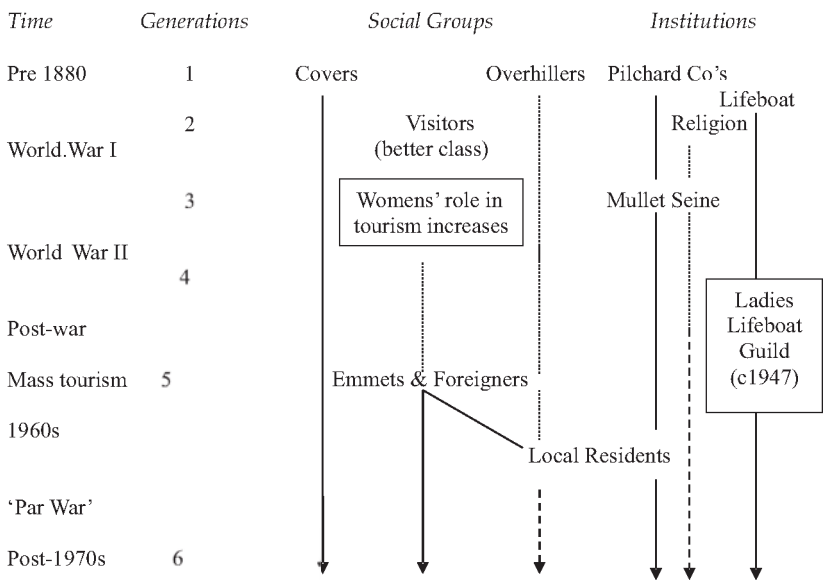 Time Generations Social Groups Institutions
Pre 1880 1 Covers Overhillers Pilchard Co's
Lifeboat
2 Visitors Religion
World.War I (better class)
3 Womens' role in Mullet Seine
tourism increases
World War II
4
Ladies
Post-war Lifeboat
Guild
Mass tourism 5 Emmets & Foreigners (c1947)
1960s
Local Residents
‘Par War’
Post-1970s 6